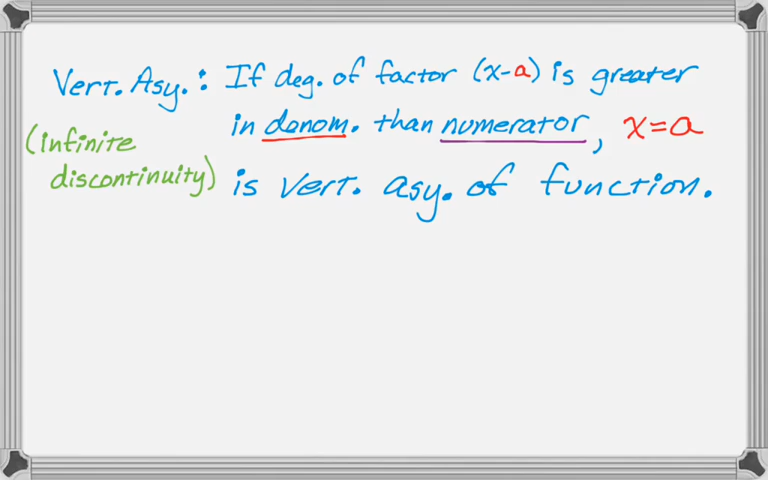 Vert. Asy. : If deg. of factor (x-a) is greater
in denom. than numerator, x=a
(infinite
discontinuity) is vert. asy. of function.